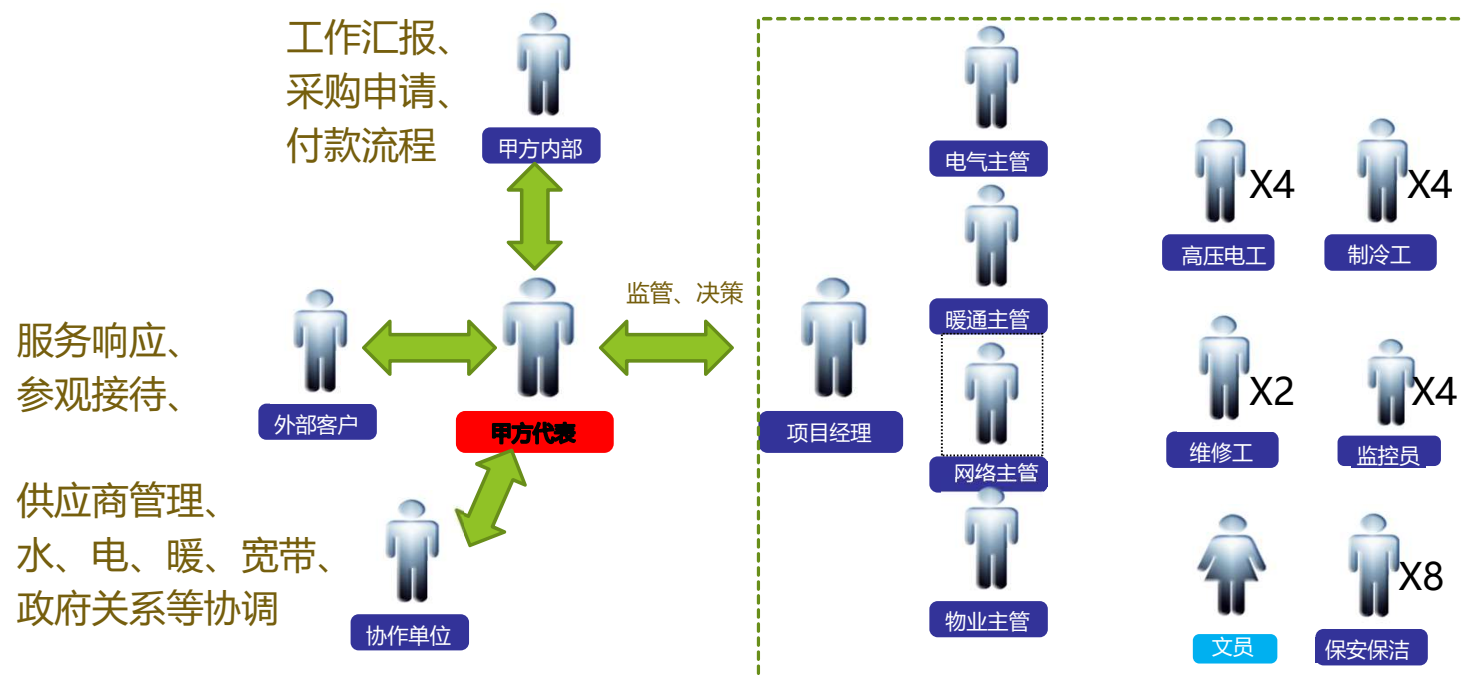 工作汇报、
采购申请、
付款流程
甲方内部
服务响应、
参观接待、
外部客户
甲方代表
监管、决策
供应商管理、
水、电、暖、宽带、
政府关系等协调
协作单位
项目经理
电气主管
暖通主管
网络主管
物业主管
X4
高压电工
X4
制冷工
X2
维修工
X4
监控员
文员
X8
保安保洁